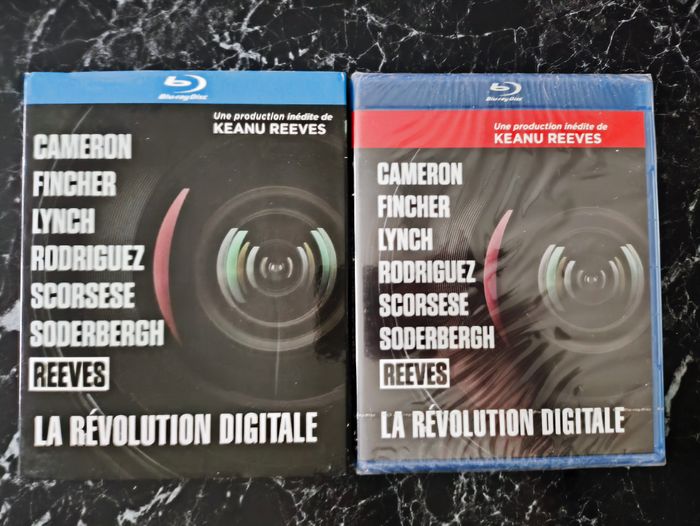 Blu-ray Disc
Une production inédite de
KEANU REEVES
CAMERON
FINCHER
LYNCH
RODRIGUEZ
SCORSESE
SODERBERGH
REEVES
LA RÉVOLUTION DIGITALE
Blu-ray Disc
Une production inédite de
KEANU REEVES
CAMERON
FINCHER
LYNCH
RODRIGUEZ
SCORSESE
SODERBERGH
REEVES
LA RÉVOLUTION DIGITALE